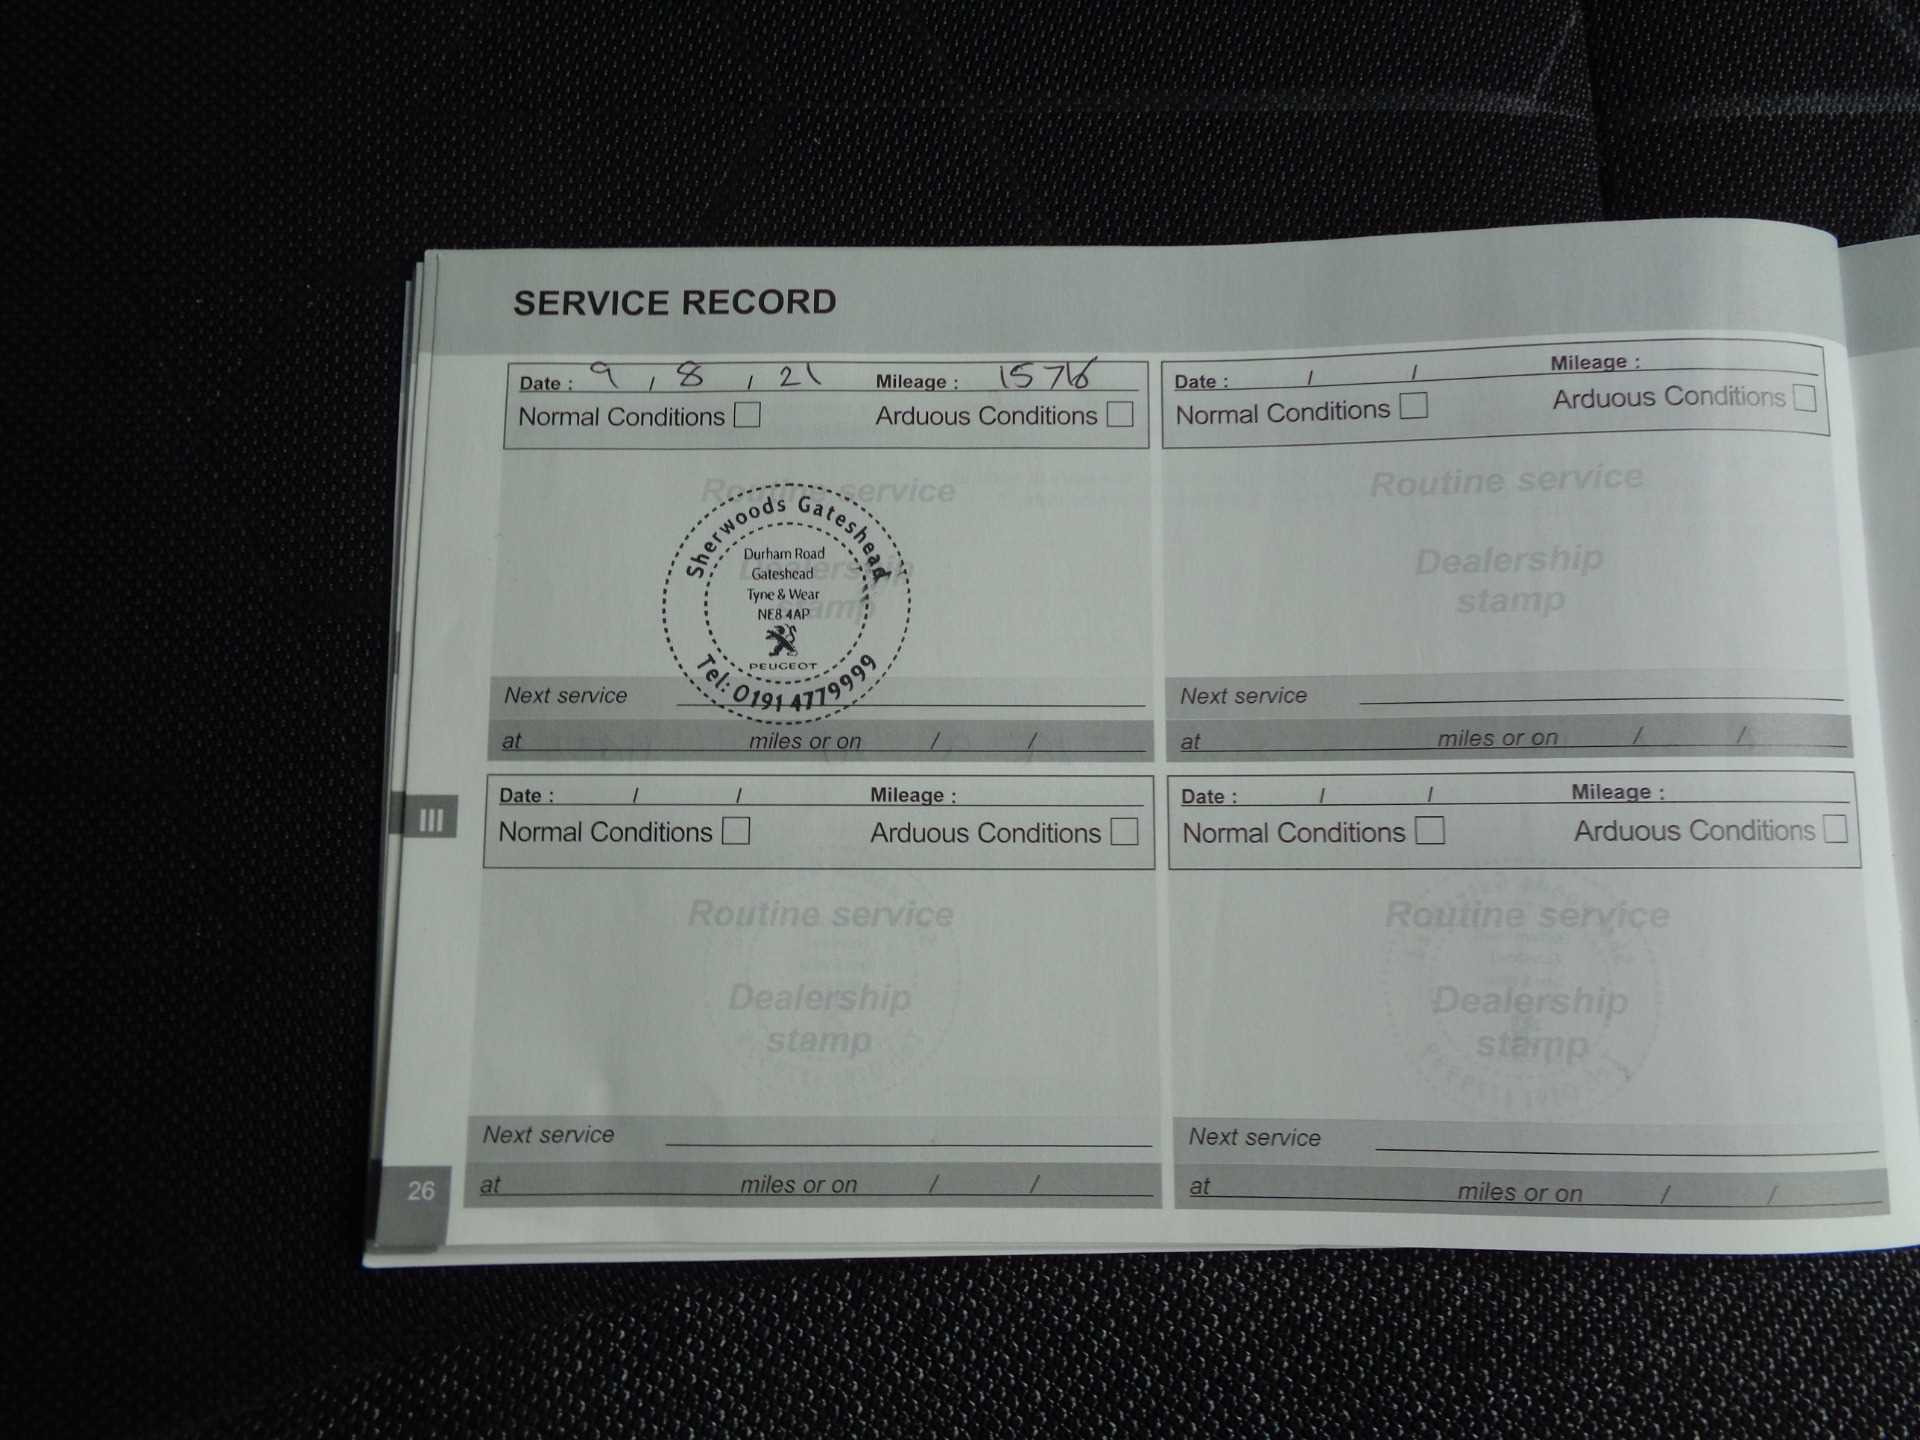 SERVICE RECORD
Date : 9 / 8 / 21 Mileage : 1576
Normal Conditions Arduous Conditions
Routine service
Dealership
stamp
Sherwoods Gateshead
Durham Road
Gateshead
Tyne & Wear
NE8 4AP
PEUGEOT
Tel: 0191 4779999
Next service
at miles or on / /
Date : / / Mileage :
Normal Conditions Arduous Conditions
Routine service
Dealership
stamp
Next service
at miles or on / /
III
Date : / / Mileage :
Normal Conditions Arduous Conditions
Routine service
Dealership
stamp
Next service
at miles or on / /
Date : / / Mileage :
Normal Conditions Arduous Conditions
Routine service
Dealership
stamp
Next service
at miles or on / /
26